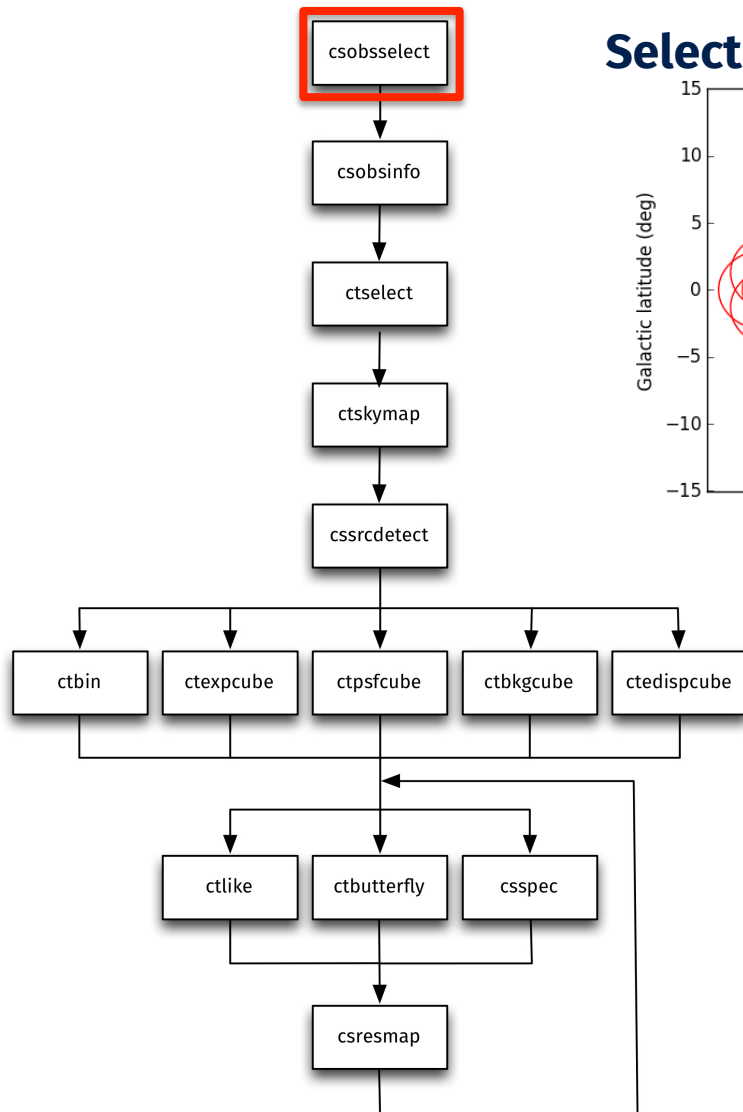 csobsselect
csobsinfo
ctselect
ctskymap
cssrcdetect
ctbin
ctexpcube
ctpsfcube
ctbkgcube
ctedispcube
ctlike
ctbutterfly
csspec
csresmap
Select
15
10
5
0
−5
−10
−15
Galactic latitude (deg)